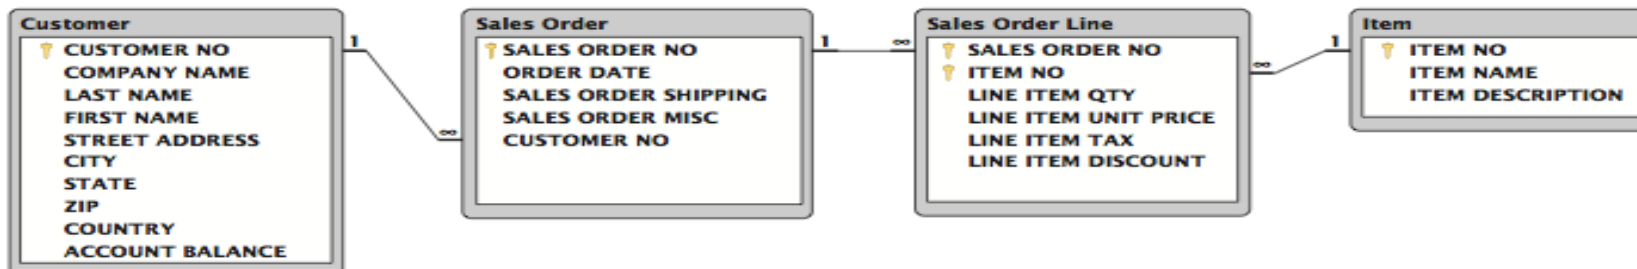 Customer
CUSTOMER NO
COMPANY NAME
LAST NAME
FIRST NAME
STREET ADDRESS
CITY
STATE
ZIP
COUNTRY
ACCOUNT BALANCE
1
∞
Sales Order
SALES ORDER NO
ORDER DATE
SALES ORDER SHIPPING
SALES ORDER MISC
CUSTOMER NO
1
∞
Sales Order Line
SALES ORDER NO
ITEM NO
LINE ITEM QTY
LINE ITEM UNIT PRICE
LINE ITEM TAX
LINE ITEM DISCOUNT
∞
1
Item
ITEM NO
ITEM NAME
ITEM DESCRIPTION